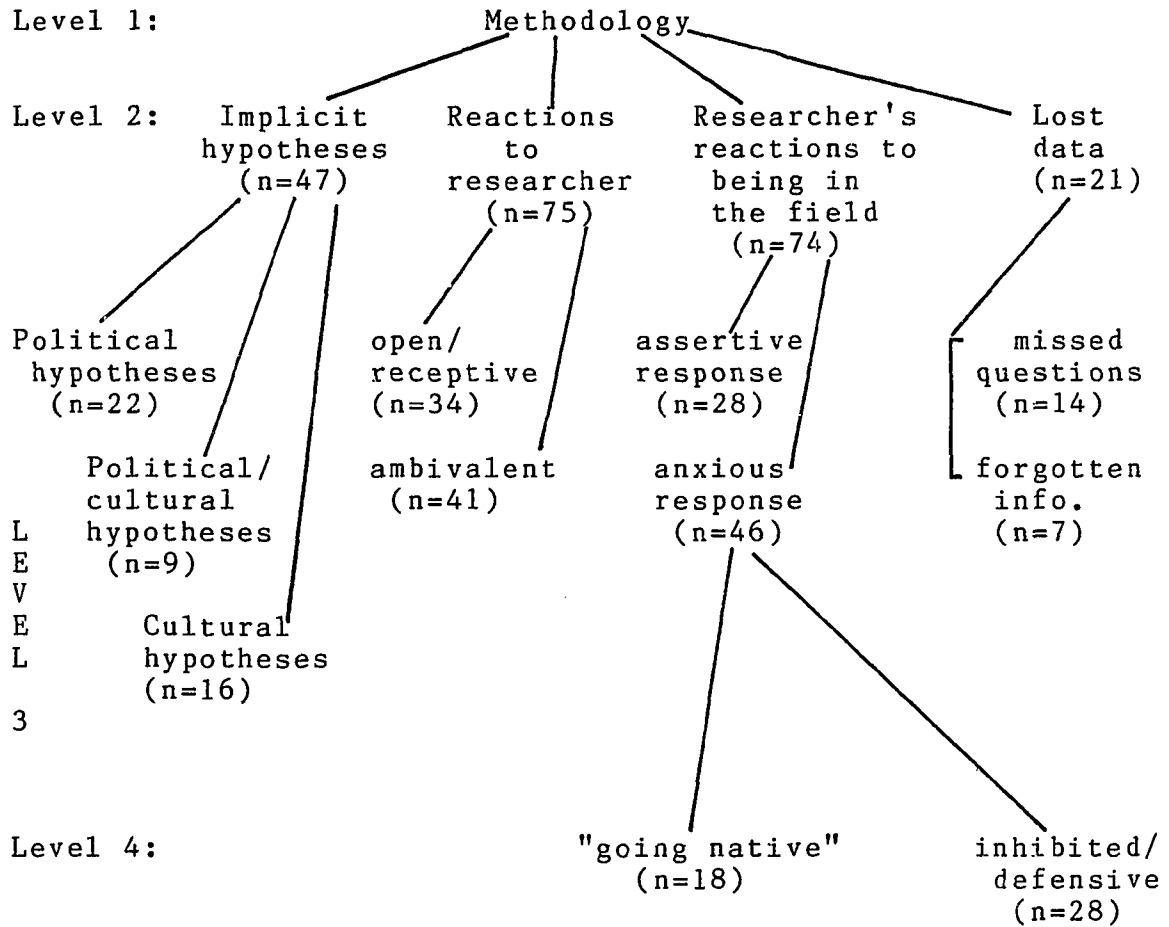 Level 1: Methodology
Level 2: Implicit Reactions Researcher's Lost
hypotheses to reactions to data
(n=47) researcher being in (n=21)
(n=75) the field
(n=74)
Political open/ assertive missed
hypotheses receptive response questions
(n=22) (n=34) (n=28) (n=14)
Political/ ambivalent anxious forgotten
cultural (n=41) response info.
L hypotheses (n=46) (n=7)
E (n=9)
V
E Cultural
L hypotheses
(n=16)
3
Level 4: "going native" inhibited/
(n=18) defensive
(n=28)